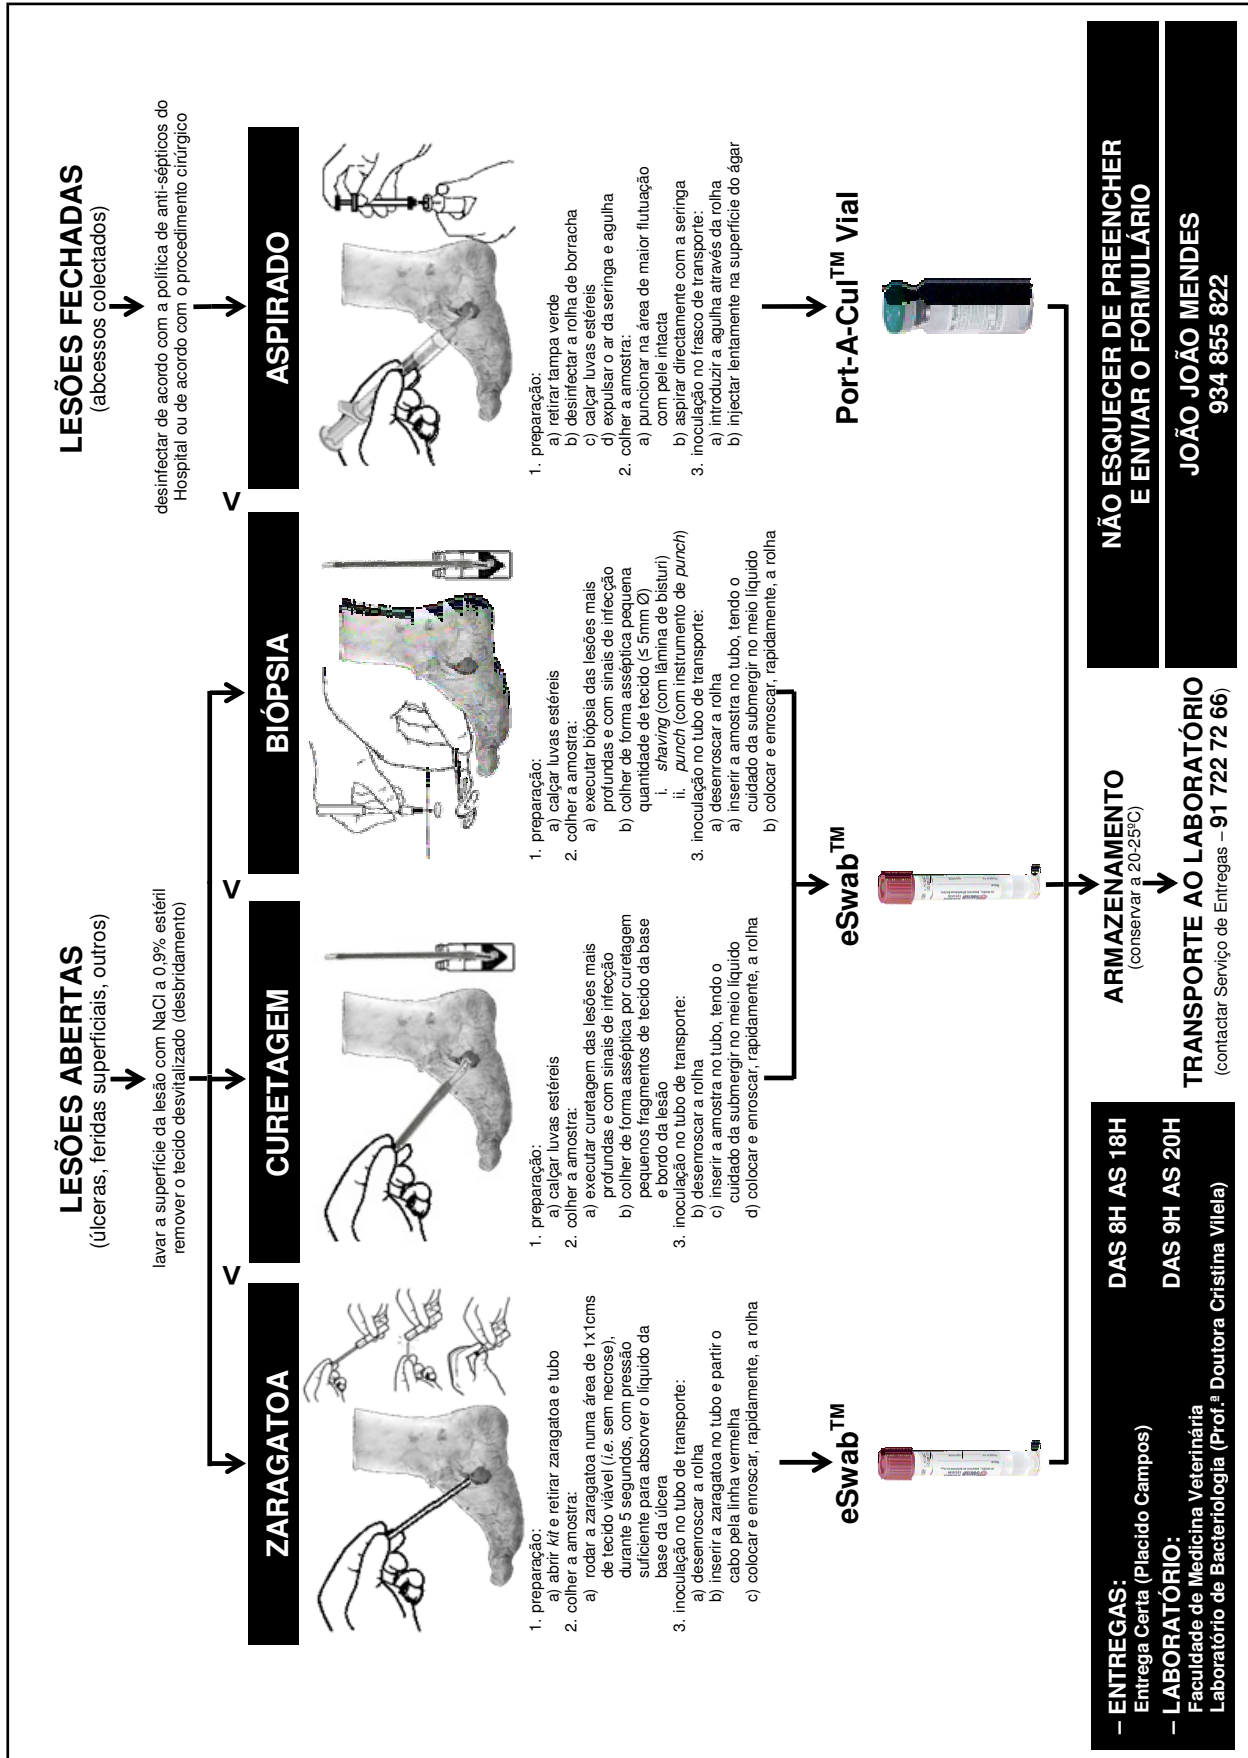 LESÕES ABERTAS
(úlceras, feridas superficiais, outros)
lavar a superfície da lesão com NaCl a 0,9% estéril
remover o tecido desvitalizado (desbridamento)
LESÕES FECHADAS
(abcessos colectados)
desinfectar de acordo com a política de anti-sépticos do
Hospital ou de acordo com o procedimento cirúrgico
ZARAGATOA
<
CURETAGEM
<
BIÓPSIA
<
ASPIRADO
1. preparação:
a) abrir kit e retirar zaragatoa e tubo
2. colher a amostra:
a) rodar a zaragatoa numa área de 1x1cms
de tecido viável (i.e. sem necrose),
durante 5 segundos, com pressão
suficiente para absorver o líquido da
base da úlcera
3. inoculação no tubo de transporte:
a) desenroscar a rolha
b) inserir a zaragatoa no tubo e partir o
cabo pela linha vermelha
c) colocar e enroscar, rapidamente, a rolha
1. preparação:
a) calçar luvas estéreis
2. colher a amostra:
a) executar curetagem das lesões mais
profundas e com sinais de infecção
b) colher de forma asséptica por curetagem
pequenos fragmentos de tecido da base
e bordo da lesão
3. inoculação no tubo de transporte:
b) desenroscar a rolha
c) inserir a amostra no tubo, tendo o
cuidado da submergir no meio líquido
d) colocar e enroscar, rapidamente, a rolha
1. preparação:
a) calçar luvas estéreis
2. colher a amostra:
a) executar biópsia das lesões mais
profundas e com sinais de infecção
b) colher de forma asséptica pequena
quantidade de tecido (≤ 5mm Ø)
i. shaving (com lâmina de bisturi)
ii. punch (com instrumento de punch)
3. inoculação no tubo de transporte:
a) desenroscar a rolha
a) inserir a amostra no tubo, tendo o
cuidado da submergir no meio líquido
b) colocar e enroscar, rapidamente, a rolha
1. preparação:
a) retirar tampa verde
b) desinfectar a rolha de borracha
c) calçar luvas estéreis
d) expulsar o ar da seringa e agulha
2. colher a amostra:
a) puncionar na área de maior flutuação
com pele intacta
b) aspirar directamente com a seringa
3. inoculação no frasco de transporte:
a) introduzir a agulha através da rolha
b) injectar lentamente na superfície do ágar
eSwab™
eSwab™
Port-A-Cul™ Vial
ARMAZENAMENTO
(conservar a 20-25ºC)
TRANSPORTE AO LABORATÓRIO
(contactar Serviço de Entregas – 91 722 72 66)
– ENTREGAS: DAS 8H AS 18H
Entrega Certa (Placido Campos)
– LABORATÓRIO: DAS 9H AS 20H
Faculdade de Medicina Veterinária
Laboratório de Bacteriologia (Prof.ª Doutora Cristina Vilela)
NÃO ESQUECER DE PREENCHER
E ENVIAR O FORMULÁRIO
JOÃO JOÃO MENDES
934 855 822